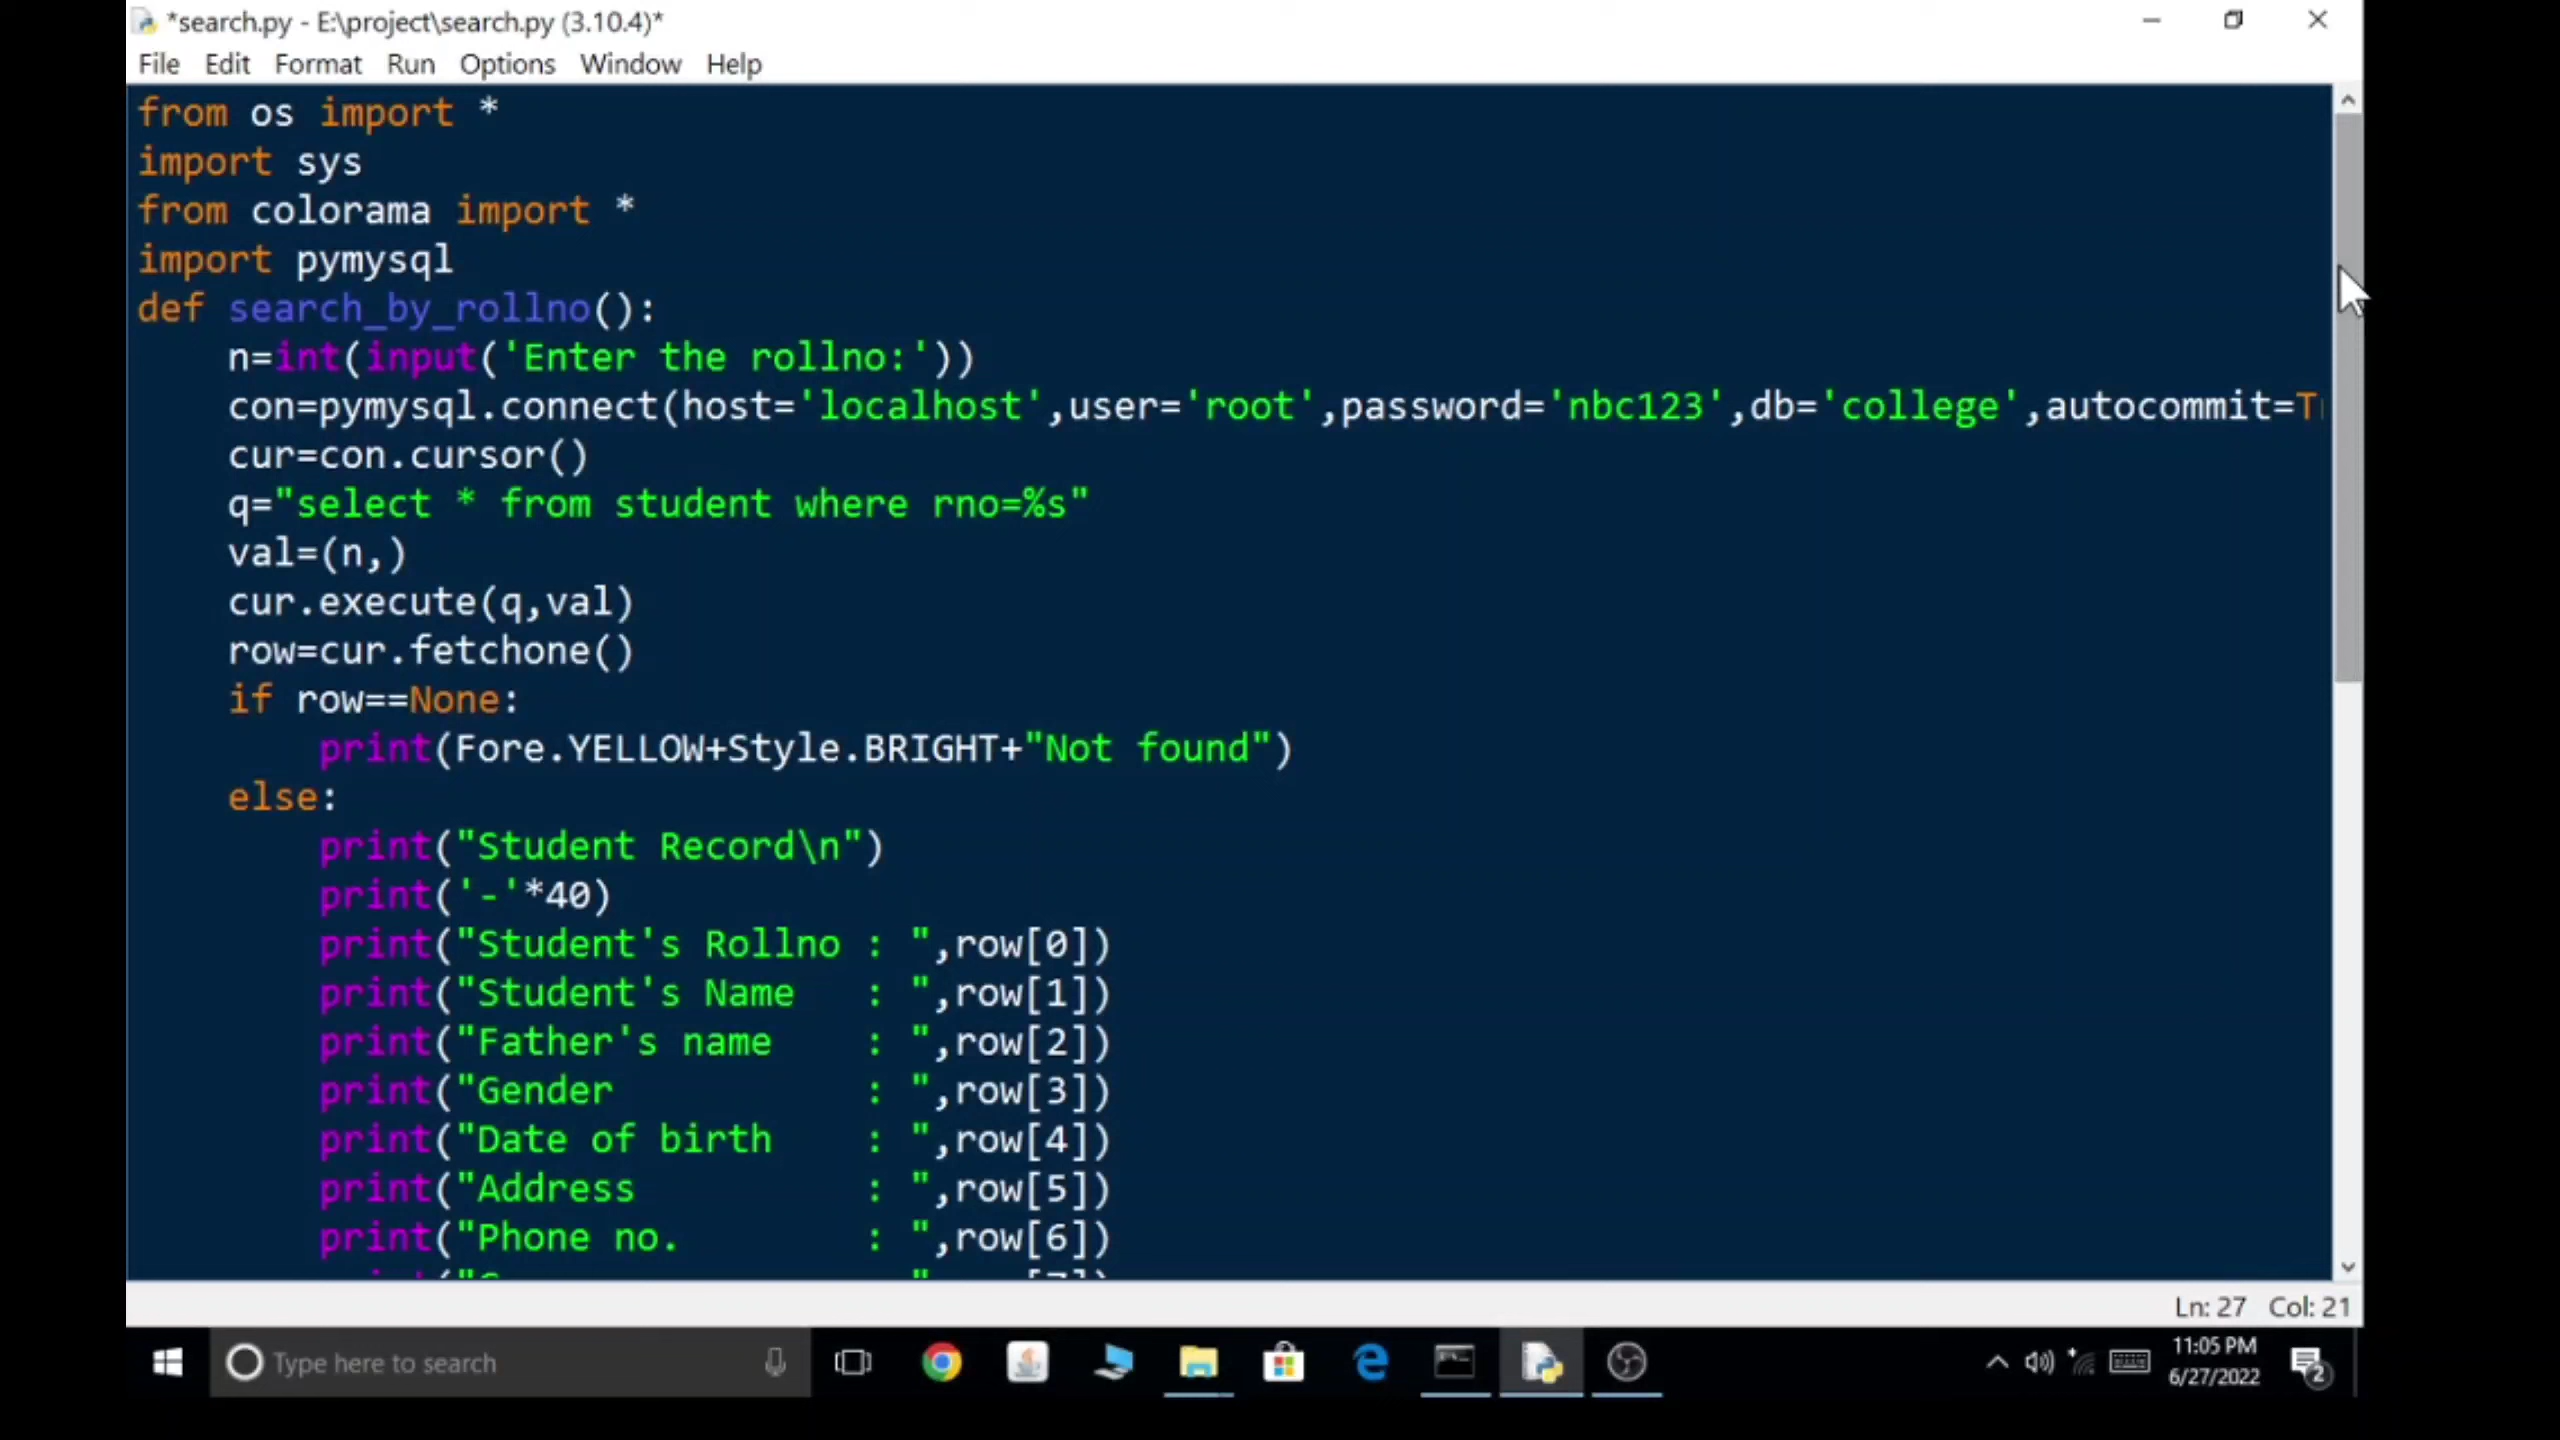 *search.py - E:\project\search.py (3.10.4)*
File Edit Format Run Options Window Help
from os import *
import sys
from colorama import *
import pymysql
def search_by_rollno():
    n=int(input('Enter the rollno:'))
    con=pymysql.connect(host='localhost',user='root',password='nbc123',db='college',autocommit=T
    cur=con.cursor()
    q="select * from student where rno=%s"
    val=(n,)
    cur.execute(q,val)
    row=cur.fetchone()
    if row==None:
        print(Fore.YELLOW+Style.BRIGHT+"Not found")
    else:
        print("Student Record\n")
        print('-'*40)
        print("Student's Rollno : ",row[0])
        print("Student's Name   : ",row[1])
        print("Father's name    : ",row[2])
        print("Gender           : ",row[3])
        print("Date of birth    : ",row[4])
        print("Address          : ",row[5])
        print("Phone no.        : ",row[6])
Ln: 27 Col: 21
Type here to search
11:05 PM
6/27/2022
2